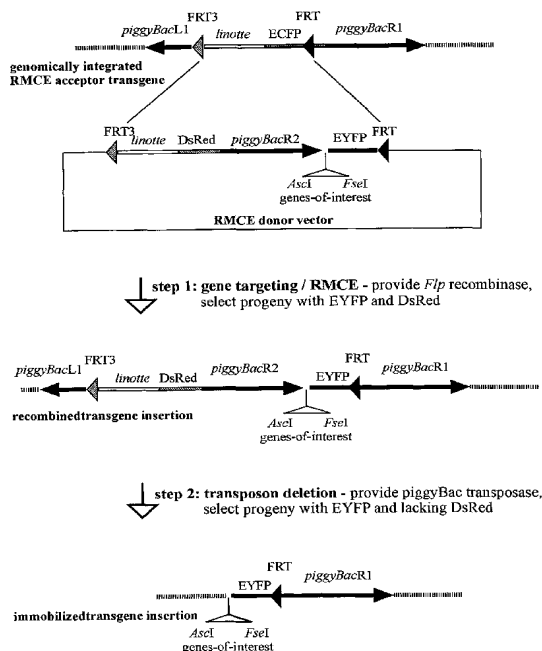 piggyBacL1 FRT3 linotte ECFP FRT piggyBacR1
genomically integrated
RMCE acceptor transgene
FRT3 linotte DsRed piggyBacR2 EYFP FRT
AscI FseI
genes-of-interest
RMCE donor vector
step 1: gene targeting / RMCE - provide Flp recombinase,
select progeny with EYFP and DsRed
piggyBacL1 FRT3 linotte DsRed piggyBacR2 EYFP FRT piggyBacR1
recombinedtransgene insertion
AscI FseI
genes-of-interest
step 2: transposon deletion - provide piggyBac transposase,
select progeny with EYFP and lacking DsRed
EYFP FRT piggyBacR1
immobilizedtransgene insertion
AscI FseI
genes-of-interest